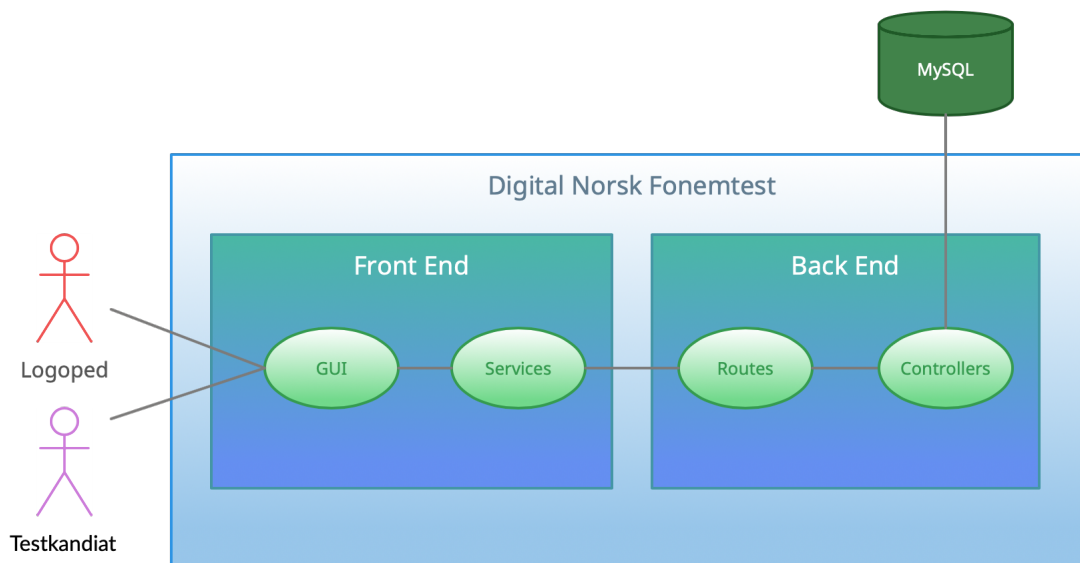 MySQL
Digital Norsk Fonemtest
Front End
Back End
GUI
Services
Routes
Controllers
Logoped
Testkandiat